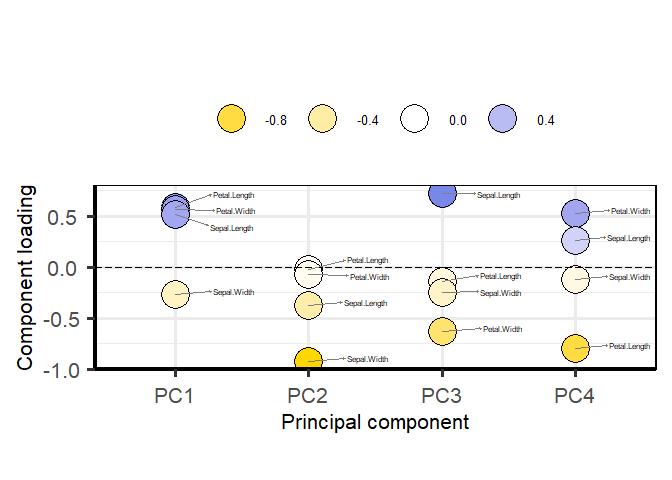 -0.8 -0.4 0.0 0.4
Component loading
0.5
0.0
-0.5
-1.0
Petal.Length
Petal.Width
Sepal.Length
Sepal.Width
Petal.Length
Petal.Width
Sepal.Length
Sepal.Width
Sepal.Length
Petal.Length
Sepal.Width
Petal.Width
Petal.Width
Sepal.Length
Sepal.Width
Petal.Length
PC1 PC2 PC3 PC4
Principal component